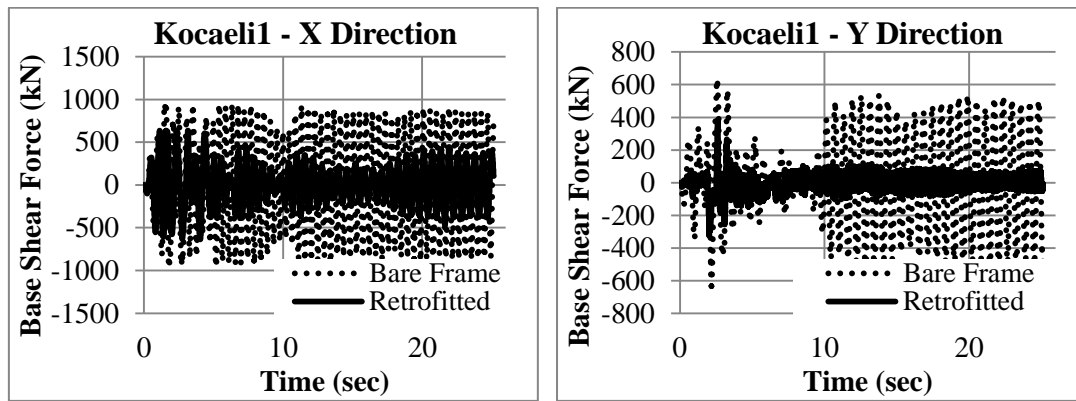 Kocaeli1 - X Direction
Base Shear Force (kN)
1500
1000
500
0
-500
-1000
-1500
Bare Frame
Retrofitted
0
10
20
Time (sec)
Kocaeli1 - Y Direction
Base Shear Force (kN)
800
600
400
200
0
-200
-400
-600
-800
Bare Frame
Retrofitted
0
10
20
Time (sec)